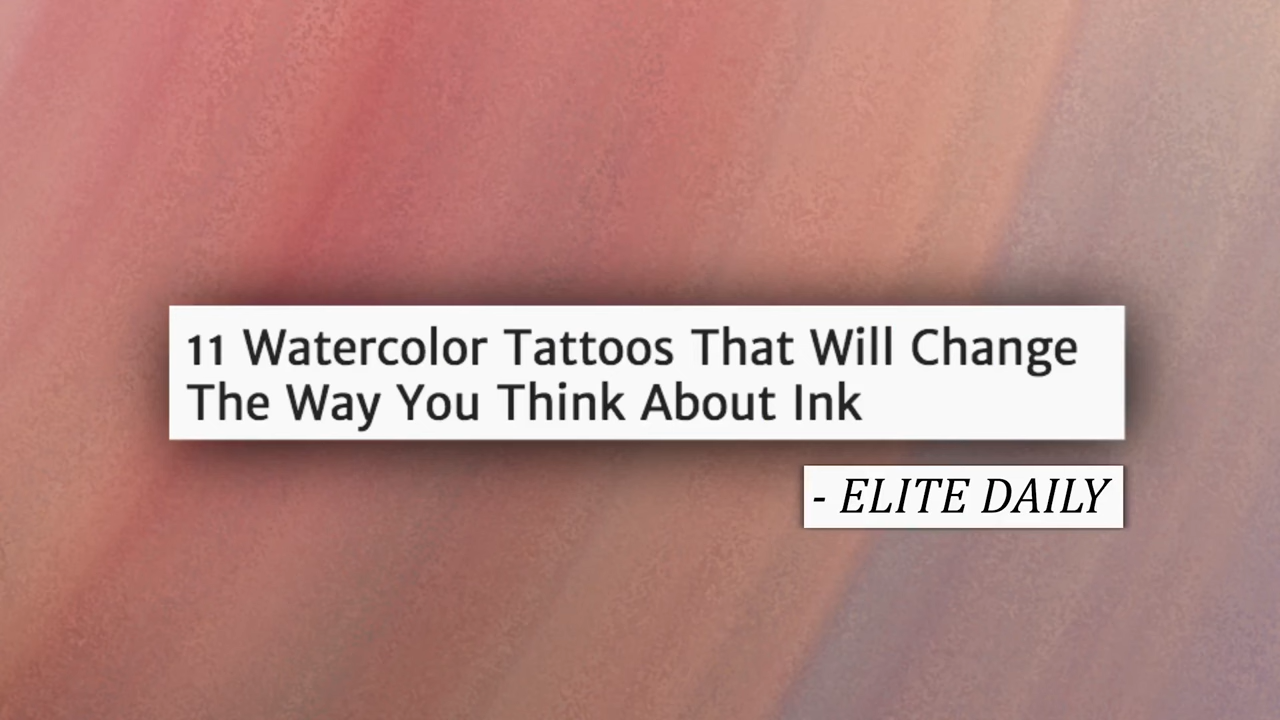 11 Watercolor Tattoos That Will Change
The Way You Think About Ink
- ELITE DAILY